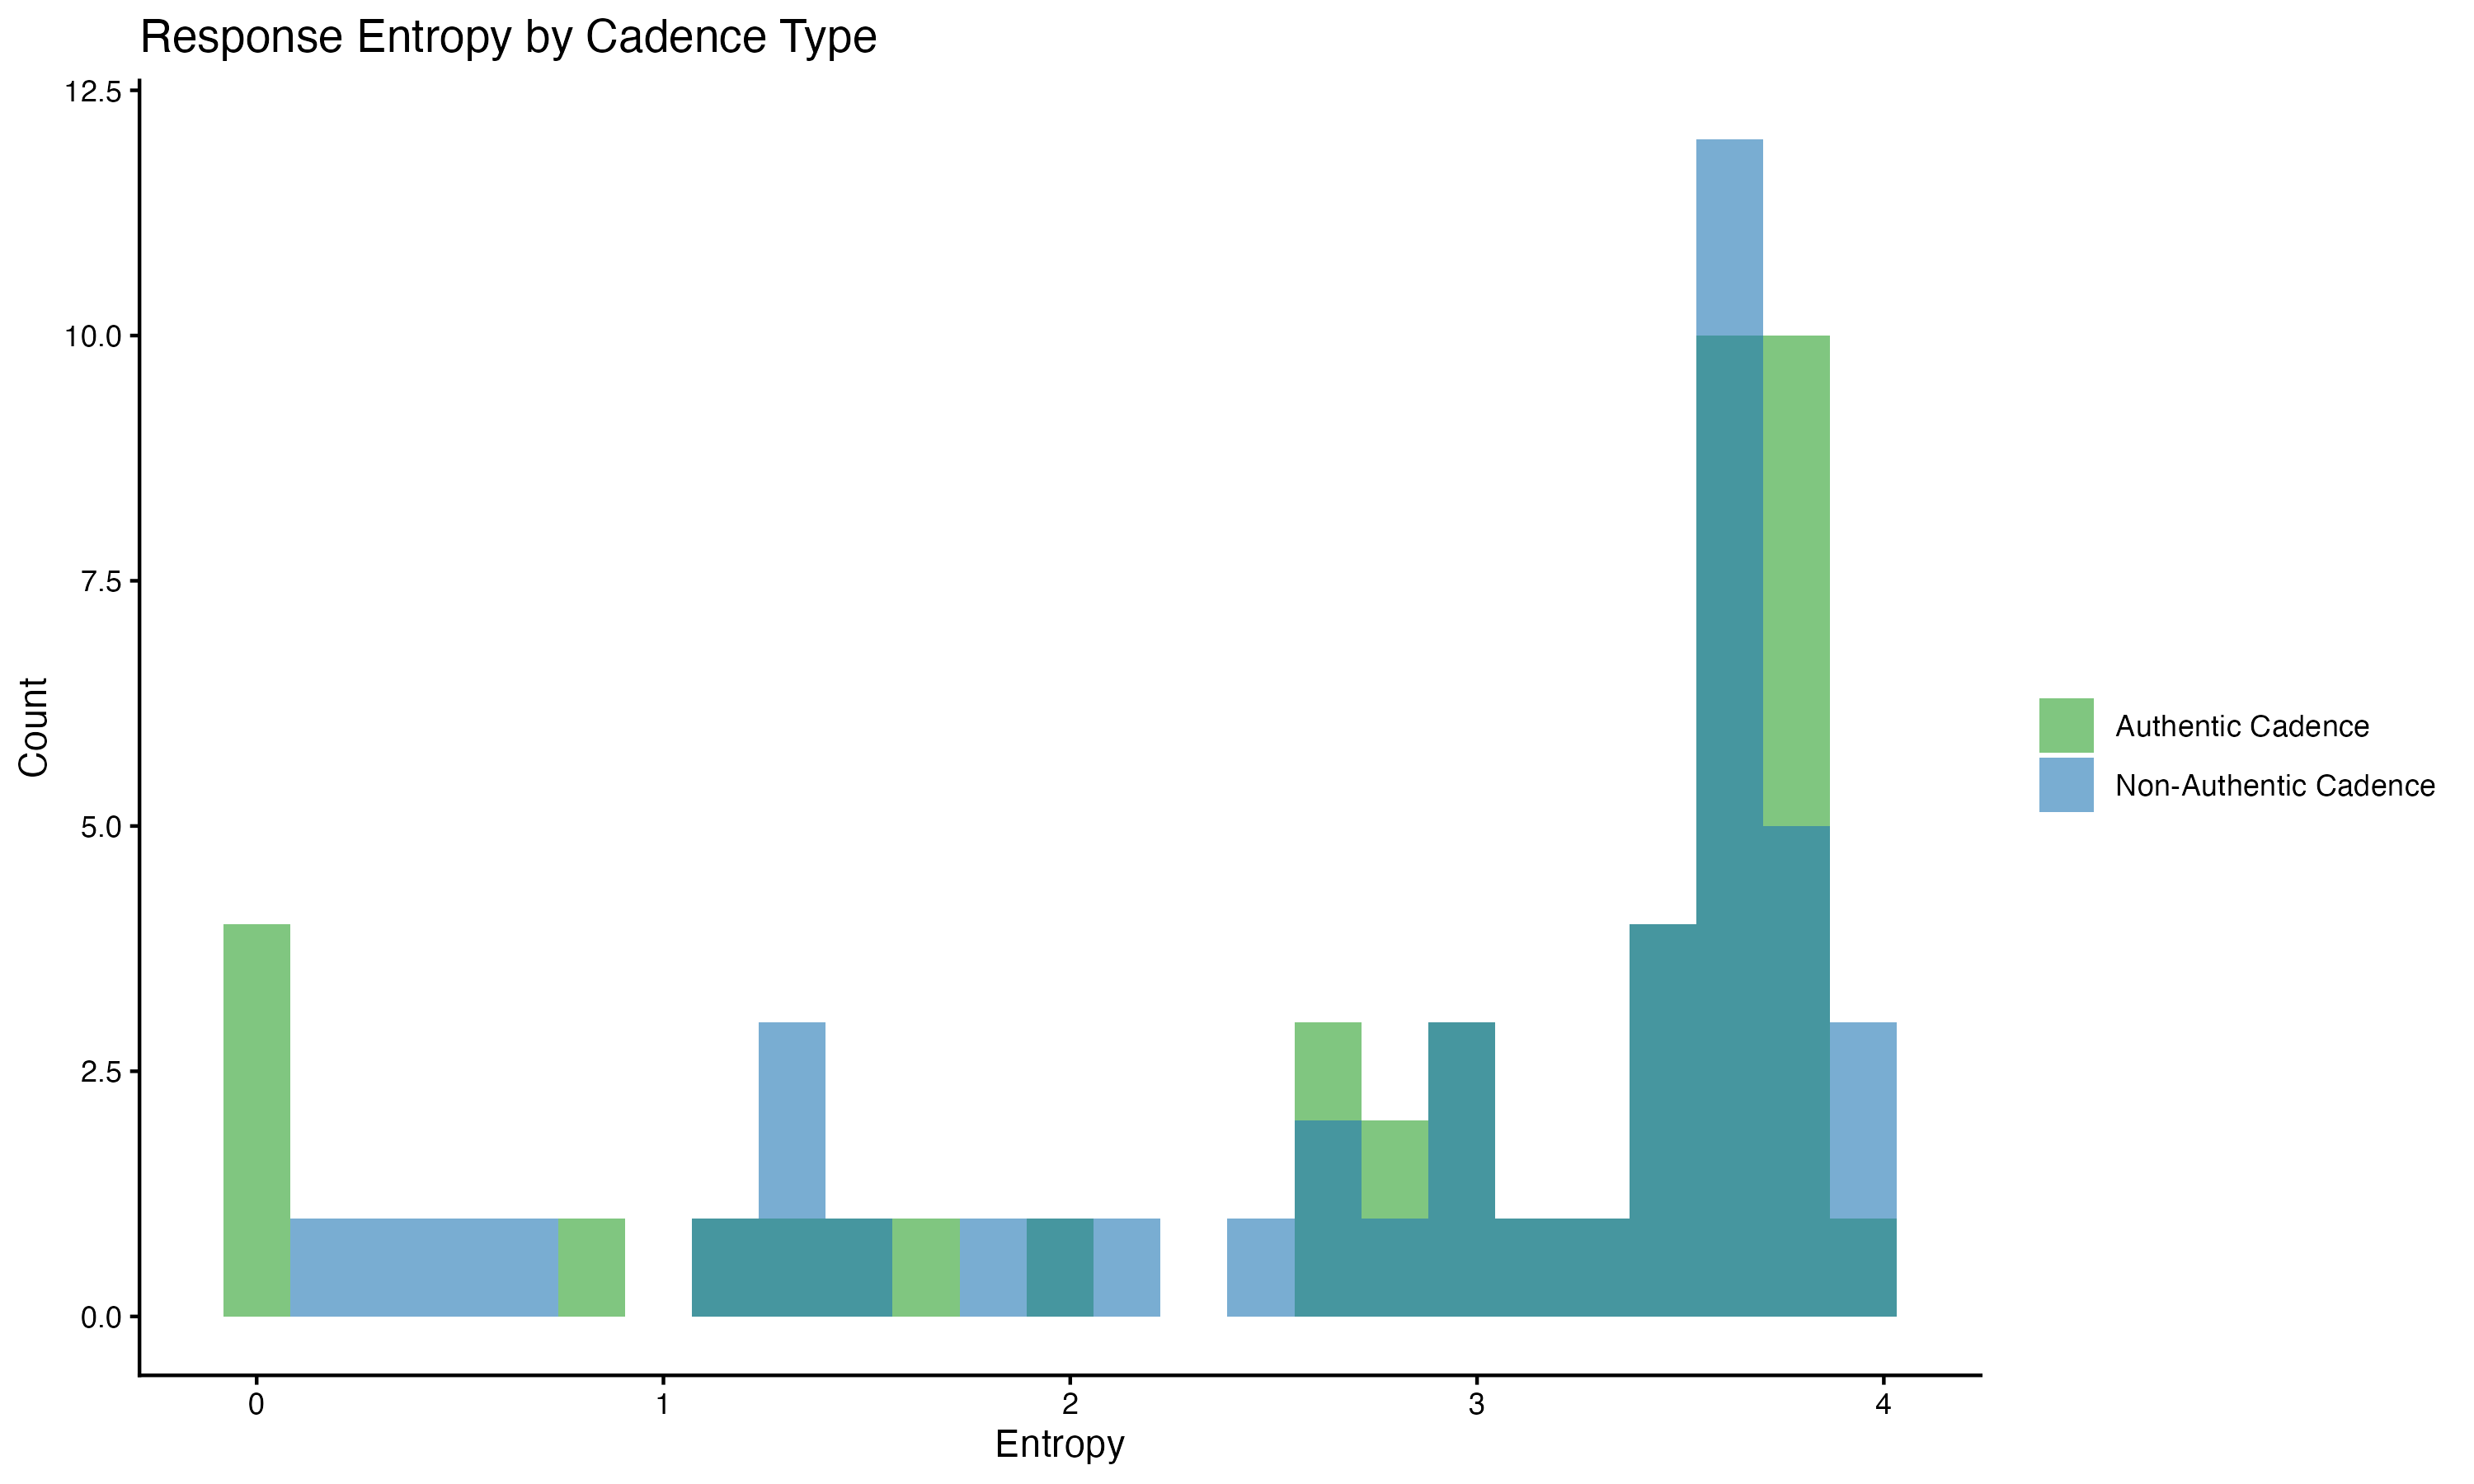 Response Entropy by Cadence Type
12.5
10.0
7.5
5.0
2.5
0.0
Count
0 1 2 3 4
Entropy
Authentic Cadence
Non-Authentic Cadence